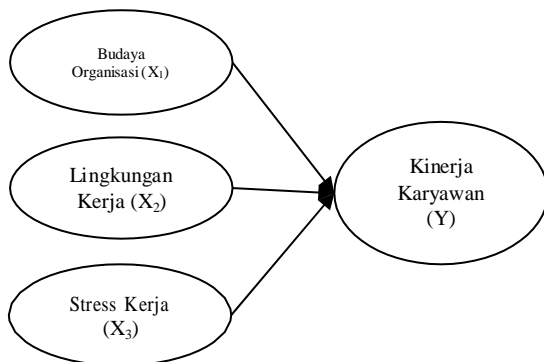 Budaya
Organisasi (X₁)
Lingkungan
Kerja (X₂)
Stress Kerja
(X₃)
Kinerja
Karyawan
(Y)